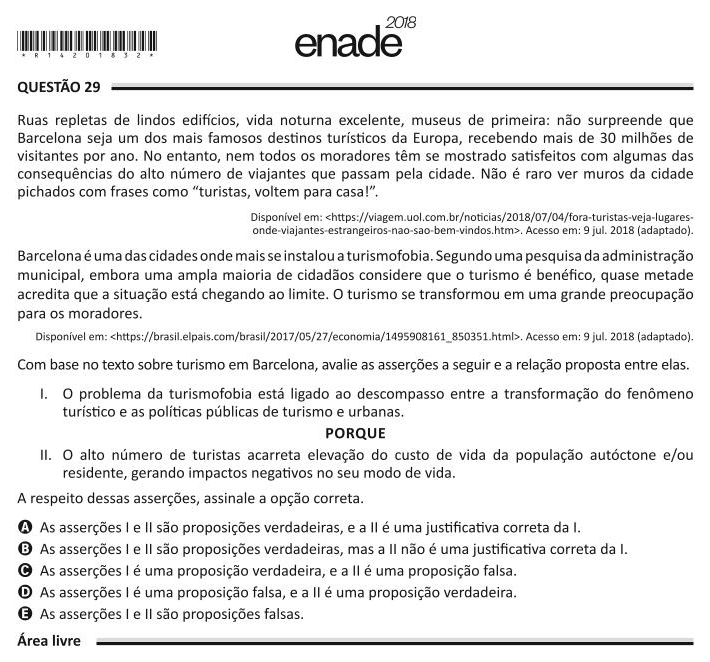 * R 1 4 2 0 1 8 3 2 *
enade 2018
QUESTÃO 29
Ruas repletas de lindos edifícios, vida noturna excelente, museus de primeira: não surpreende que
Barcelona seja um dos mais famosos destinos turísticos da Europa, recebendo mais de 30 milhões de
visitantes por ano. No entanto, nem todos os moradores têm se mostrado satisfeitos com algumas das
consequências do alto número de viajantes que passam pela cidade. Não é raro ver muros da cidade
pichados com frases como “turistas, voltem para casa!”.
Disponível em: <https://viagem.uol.com.br/noticias/2018/07/04/fora-turistas-veja-lugares-
onde-viajantes-estrangeiros-nao-sao-bem-vindos.htm>. Acesso em: 9 jul. 2018 (adaptado).
Barcelona é uma das cidades onde mais se instalou a turismofobia. Segundo uma pesquisa da administração
municipal, embora uma ampla maioria de cidadãos considere que o turismo é benéfico, quase metade
acredita que a situação está chegando ao limite. O turismo se transformou em uma grande preocupação
para os moradores.
Disponível em: <https://brasil.elpais.com/brasil/2017/05/27/economia/1495908161_850351.html>. Acesso em: 9 jul. 2018 (adaptado).
Com base no texto sobre turismo em Barcelona, avalie as asserções a seguir e a relação proposta entre elas.
I. O problema da turismofobia está ligado ao descompasso entre a transformação do fenômeno
turístico e as políticas públicas de turismo e urbanas.
PORQUE
II. O alto número de turistas acarreta elevação do custo de vida da população autóctone e/ou
residente, gerando impactos negativos no seu modo de vida.
A respeito dessas asserções, assinale a opção correta.
A As asserções I e II são proposições verdadeiras, e a II é uma justificativa correta da I.
B As asserções I e II são proposições verdadeiras, mas a II não é uma justificativa correta da I.
C As asserções I é uma proposição verdadeira, e a II é uma proposição falsa.
D As asserções I é uma proposição falsa, e a II é uma proposição verdadeira.
E As asserções I e II são proposições falsas.
Área livre